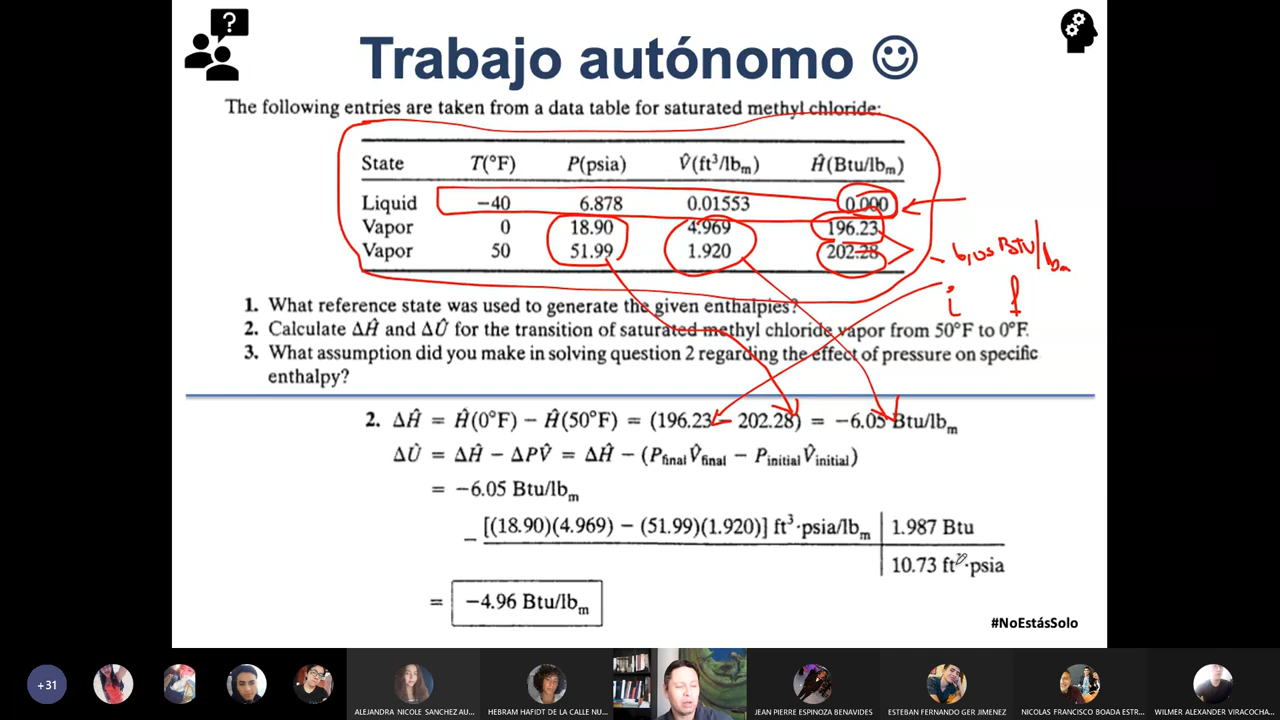 ?
Trabajo autónomo ☺
The following entries are taken from a data table for saturated methyl chloride:
State T(°F) P(psia) V̂(ft³/lbₘ) Ĥ(Btu/lbₘ)
Liquid −40 6.878 0.01553 0.000
Vapor 0 18.90 4.969 196.23
Vapor 50 51.99 1.920 202.28
− 6,05 BTU/lbm
i f
1. What reference state was used to generate the given enthalpies?
2. Calculate ΔĤ and ΔÛ for the transition of saturated methyl chloride vapor from 50°F to 0°F.
3. What assumption did you make in solving question 2 regarding the effect of pressure on specific
enthalpy?
2. ΔĤ = Ĥ(0°F) − Ĥ(50°F) = (196.23 − 202.28) = −6.05 Btu/lbₘ
ΔÛ = ΔĤ − ΔPV̂ = ΔĤ − (P_final V̂_final − P_initial V̂_initial)
= −6.05 Btu/lbₘ
− [(18.90)(4.969) − (51.99)(1.920)] ft³·psia/lbₘ | 1.987 Btu
10.73 ft³·psia
= −4.96 Btu/lbₘ
#NoEstásSolo
+31
ALEJANDRA NICOLE SANCHEZ AU...
HEBRAM HAFIDT DE LA CALLE NU...
JEAN PIERRE ESPINOZA BENAVIDES
ESTEBAN FERNANDO GER JIMENEZ
NICOLAS FRANCISCO BOADA ESTR...
WILMER ALEXANDER VIRACOCHA...